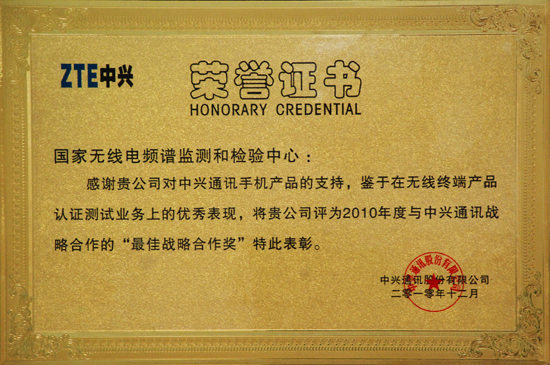 ZTE中兴
荣誉证书
HONORARY CREDENTIAL
国家无线电频谱监测和检验中心：
感谢贵公司对中兴通讯手机产品的支持，鉴于在无线终端产品
认证测试业务上的优秀表现，将贵公司评为2010年度与中兴通讯战
略合作的“最佳战略合作奖”特此表彰。
中兴通讯股份有限公司
二零一零年十二月